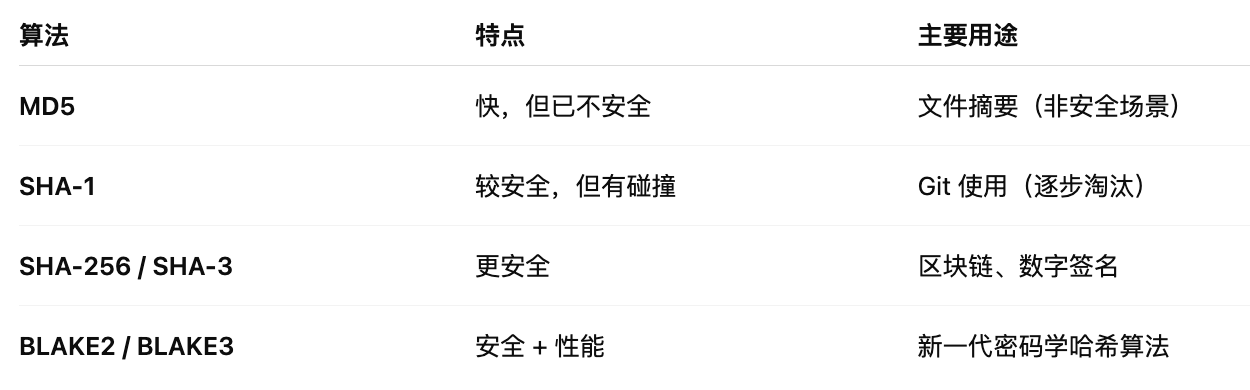 算法 特点 主要用途
MD5 快，但已不安全 文件摘要（非安全场景）
SHA-1 较安全，但有碰撞 Git 使用（逐步淘汰）
SHA-256 / SHA-3 更安全 区块链、数字签名
BLAKE2 / BLAKE3 安全 + 性能 新一代密码学哈希算法